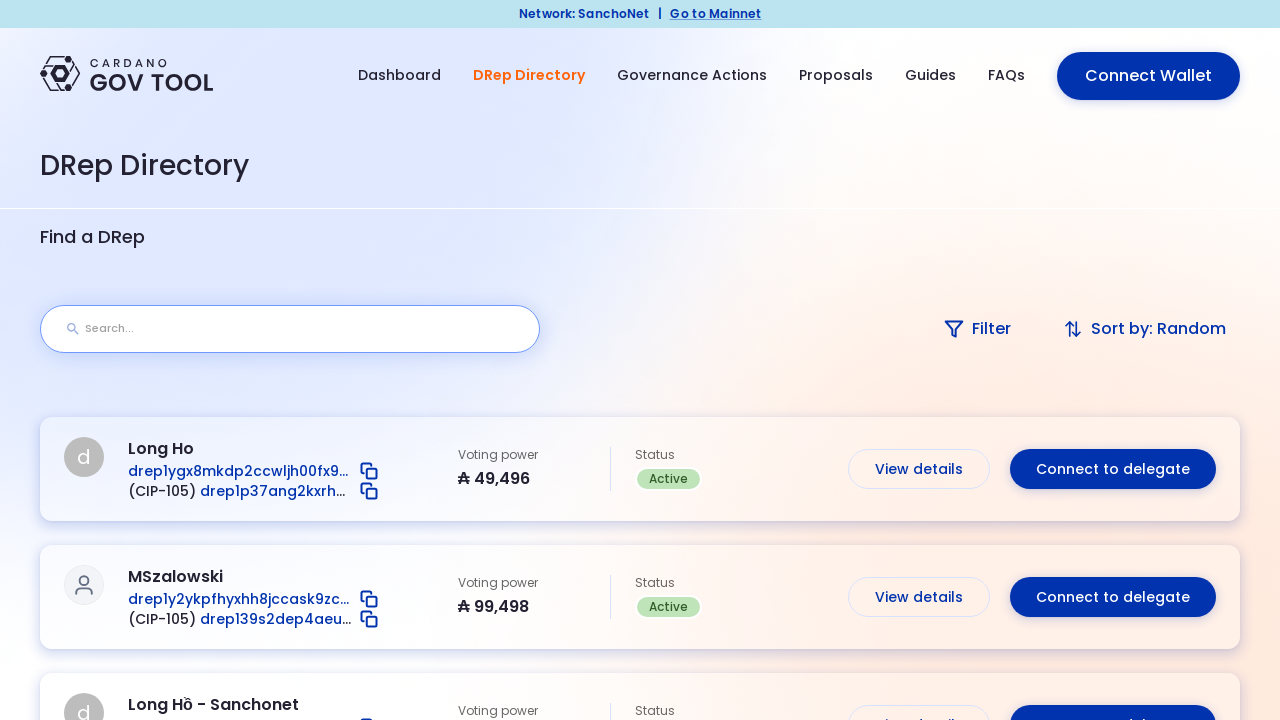 Network: SanchoNet | Go to Mainnet
CARDANO
GOV TOOL
Dashboard DRep Directory Governance Actions Proposals Guides FAQs Connect Wallet
DRep Directory
Find a DRep
Search...
Filter
Sort by: Random
d
Long Ho
drep1ygx8mkdp2ccwljh00fx9...
(CIP-105) drep1p37ang2kxrh...
Voting power
₳ 49,496
Status
Active
View details
Connect to delegate
MSzalowski
drep1y2ykpfhyxhh8jccask9zc...
(CIP-105) drep139s2dep4aeu...
Voting power
₳ 99,498
Status
Active
View details
Connect to delegate
d
Long Hồ - Sanchonet
Voting power
Status